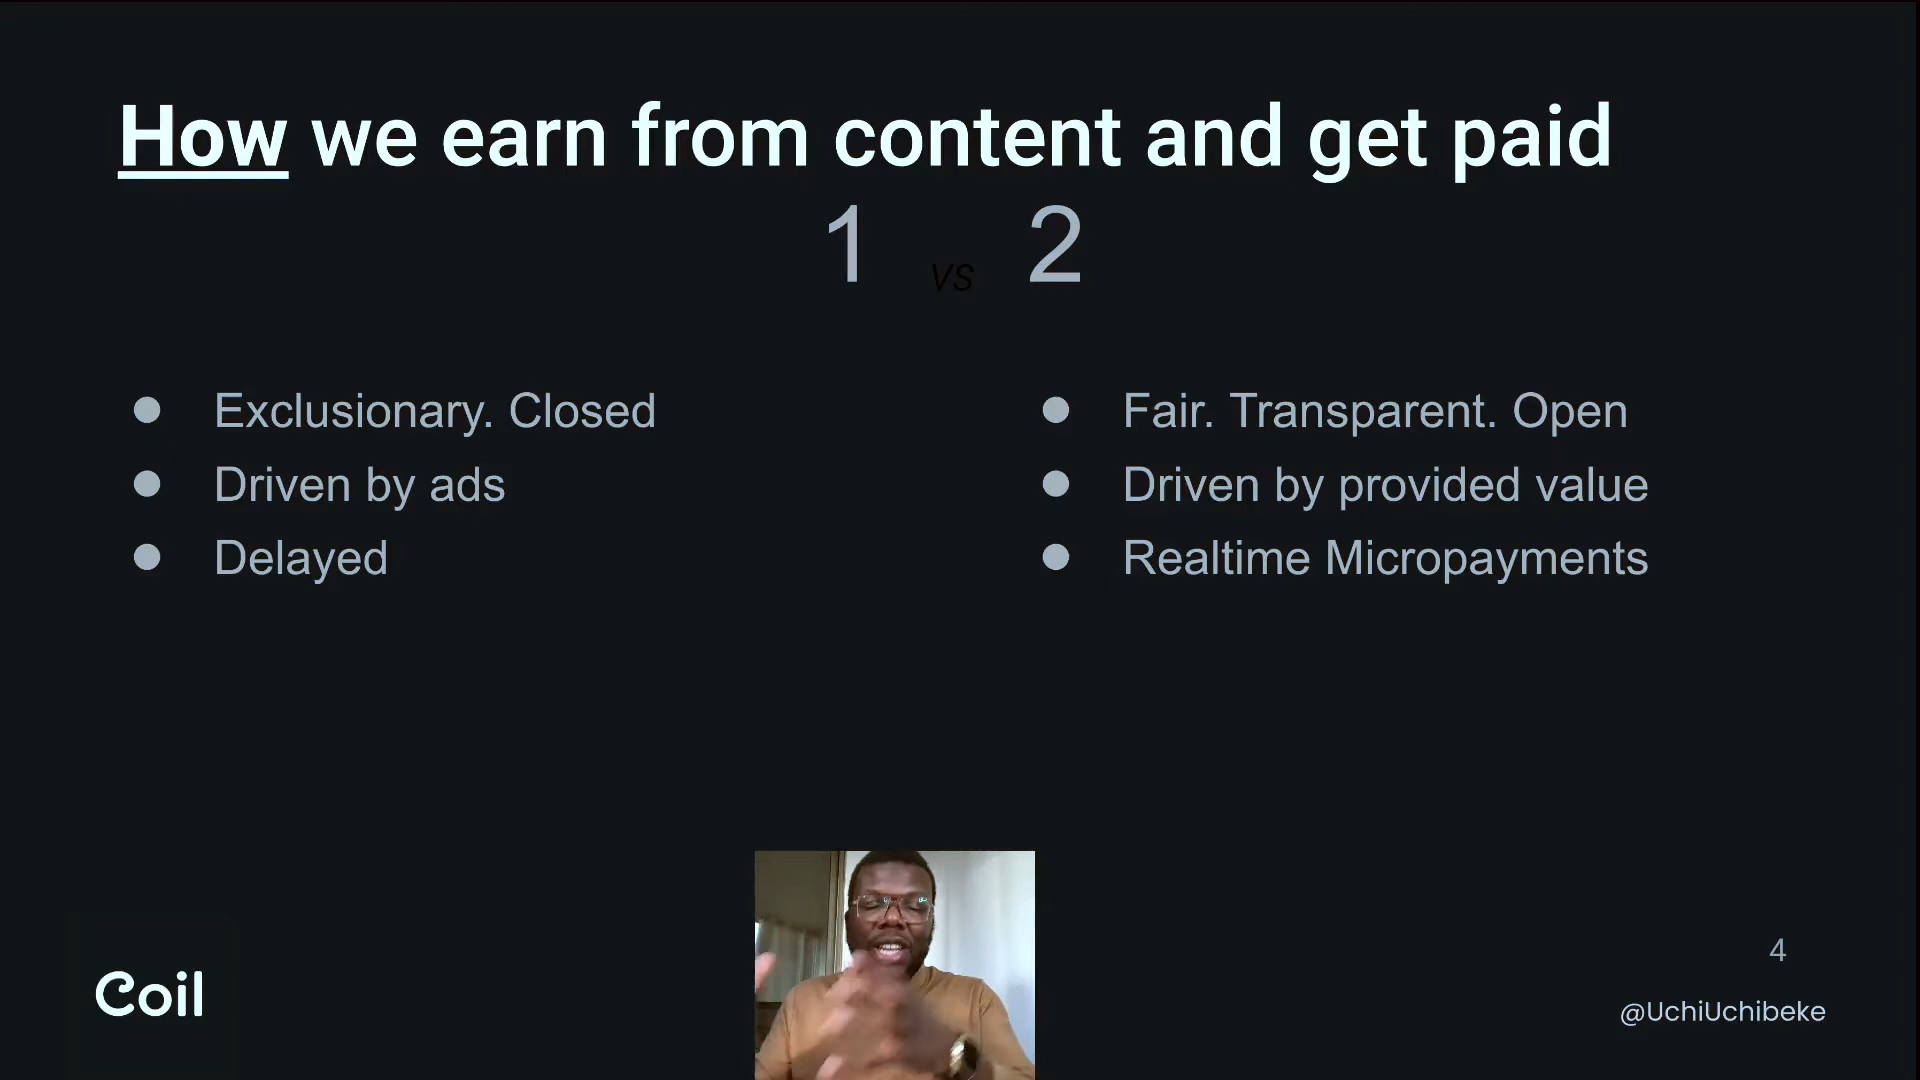 How we earn from content and get paid
1 vs 2
Exclusionary. Closed
Driven by ads
Delayed
Fair. Transparent. Open
Driven by provided value
Realtime Micropayments
Coil
4
@UchiUchibeke